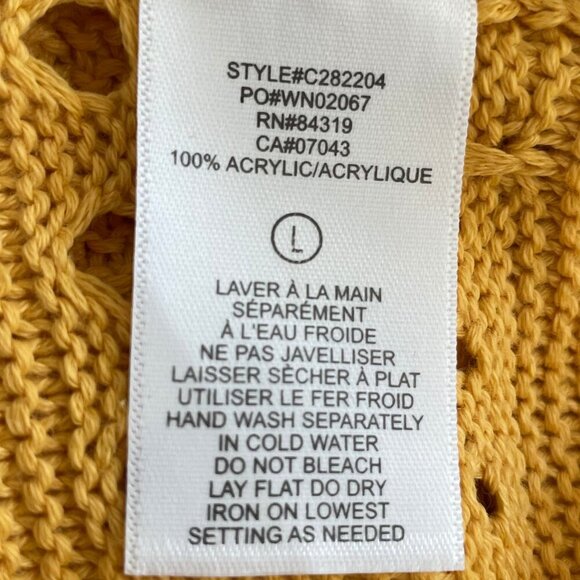 STYLE#C282204
PO#WN02067
RN#84319
CA#07043
100% ACRYLIC/ACRYLIQUE
L
LAVER À LA MAIN
SÉPARÉMENT
À L'EAU FROIDE
NE PAS JAVELLISER
LAISSER SÈCHER À PLAT
UTILISER LE FER FROID
HAND WASH SEPARATELY
IN COLD WATER
DO NOT BLEACH
LAY FLAT DO DRY
IRON ON LOWEST
SETTING AS NEEDED